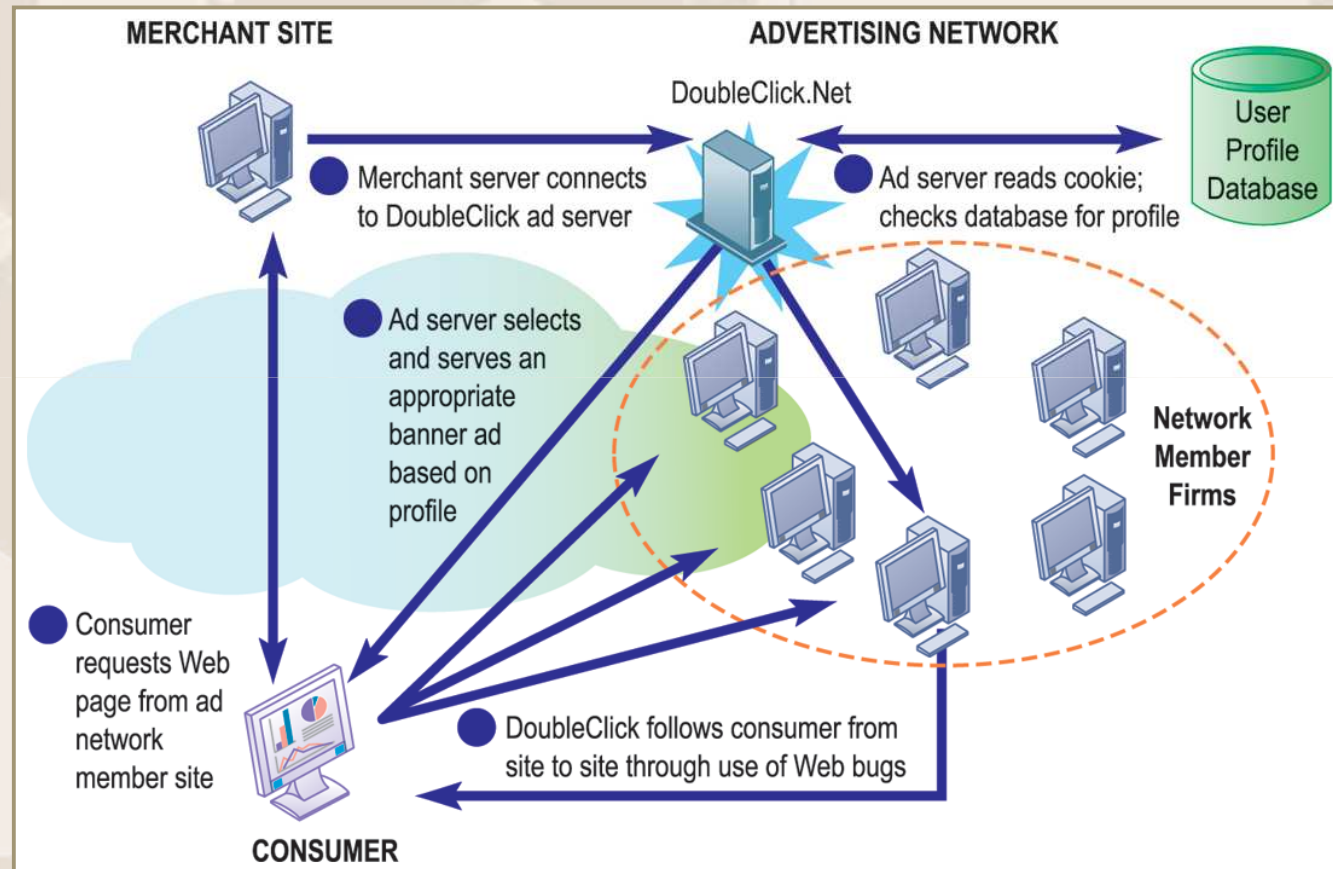 MERCHANT SITE
ADVERTISING NETWORK
DoubleClick.Net
User
Profile
Database
Merchant server connects
to DoubleClick ad server
Ad server reads cookie;
checks database for profile
Ad server selects
and serves an
appropriate
banner ad
based on
profile
Network
Member
Firms
Consumer
requests Web
page from ad
network
member site
DoubleClick follows consumer from
site to site through use of Web bugs
CONSUMER